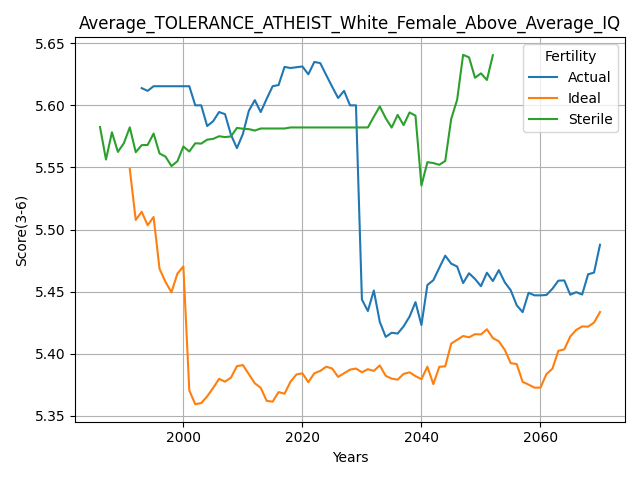 Average_TOLERANCE_ATHEIST_White_Female_Above_Average_IQ
Fertility
Actual
Ideal
Sterile
Score(3-6)
5.65
5.60
5.55
5.50
5.45
5.40
5.35
2000
2020
2040
2060
Years